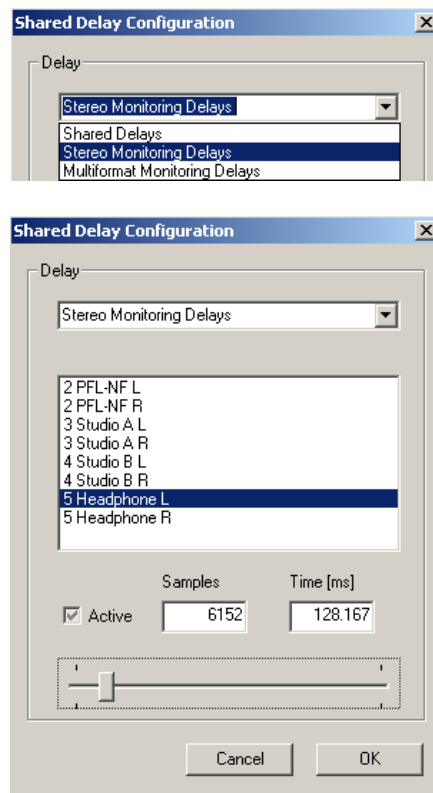 Shared Delay Configuration
Delay
Stereo Monitoring Delays
Shared Delays
Stereo Monitoring Delays
Multiformat Monitoring Delays
Shared Delay Configuration
Delay
Stereo Monitoring Delays
2 PFL-NF L
2 PFL-NF R
3 Studio A L
3 Studio A R
4 Studio B L
4 Studio B R
5 Headphone L
5 Headphone R
Samples Time [ms]
Active 6152 128.167
Cancel OK